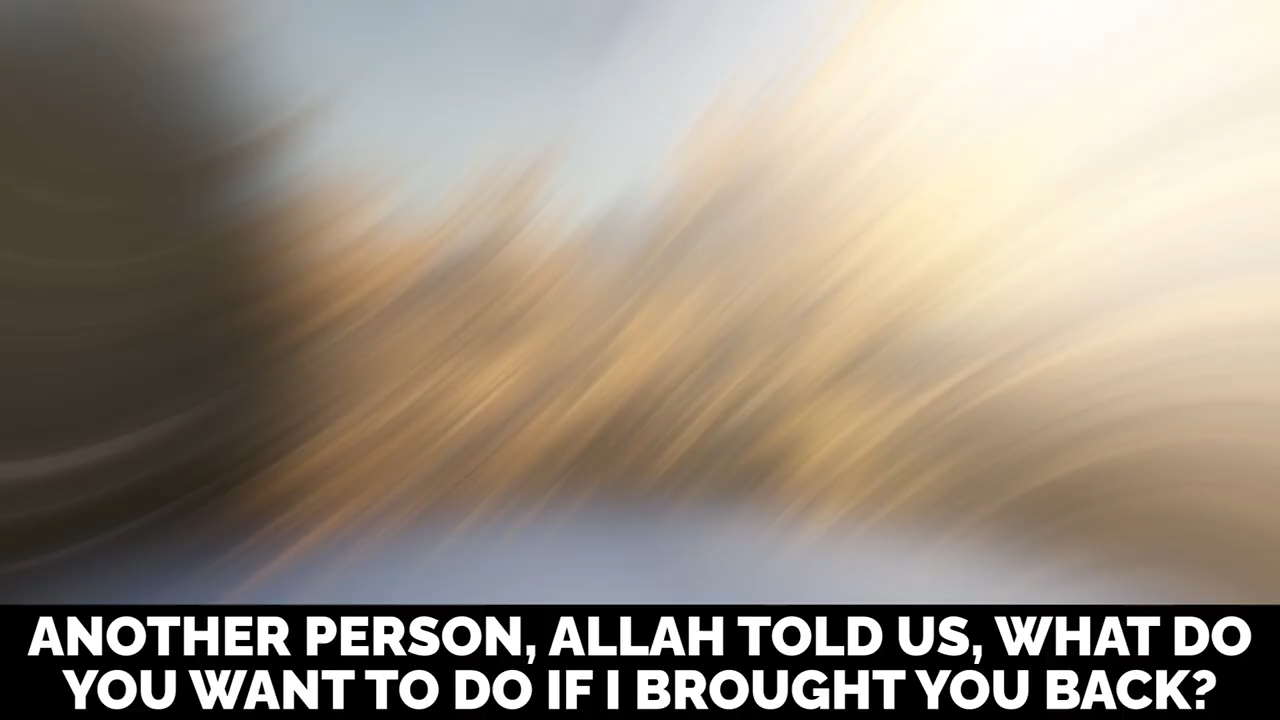 ANOTHER PERSON, ALLAH TOLD US, WHAT DO
YOU WANT TO DO IF I BROUGHT YOU BACK?